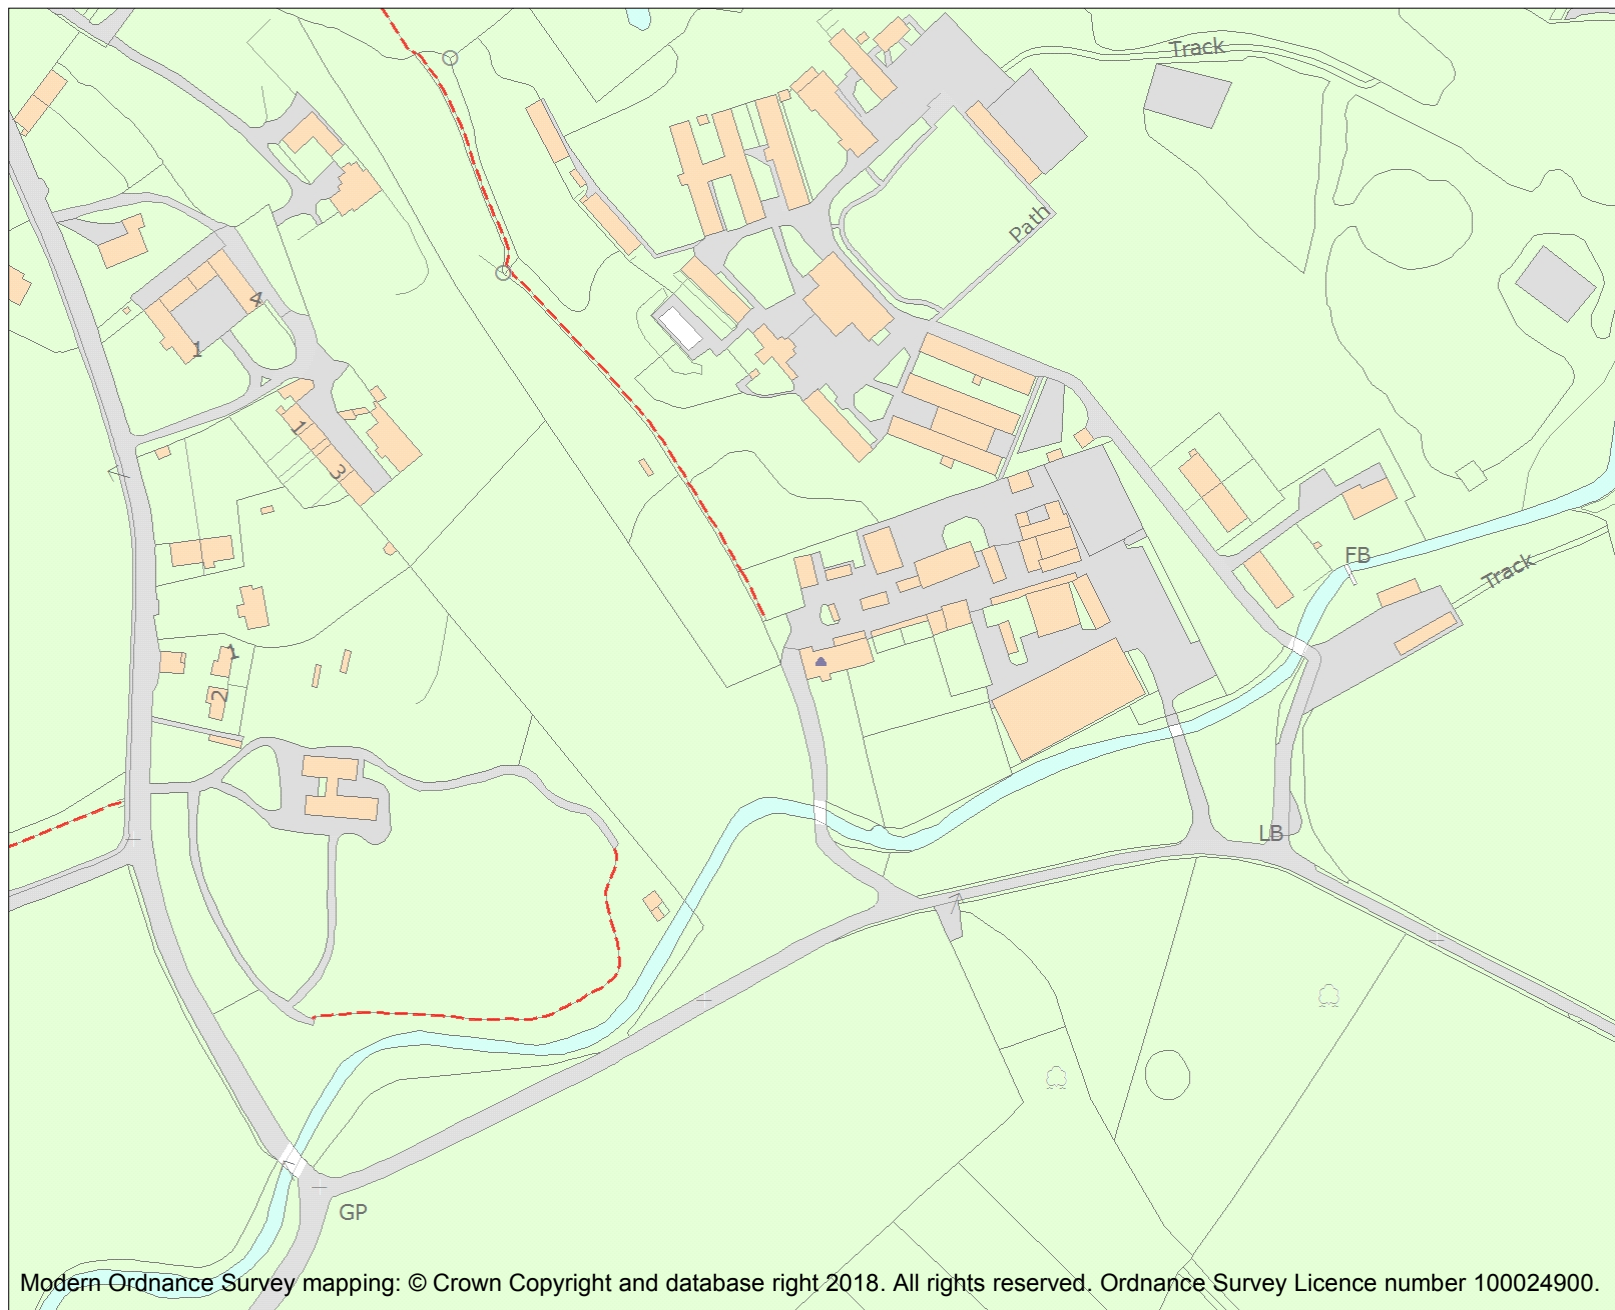 Track
Path
4
1
1
3
FB
Track
1
2
LB
GP
Modern Ordnance Survey mapping: © Crown Copyright and database right 2018. All rights reserved. Ordnance Survey Licence number 100024900.